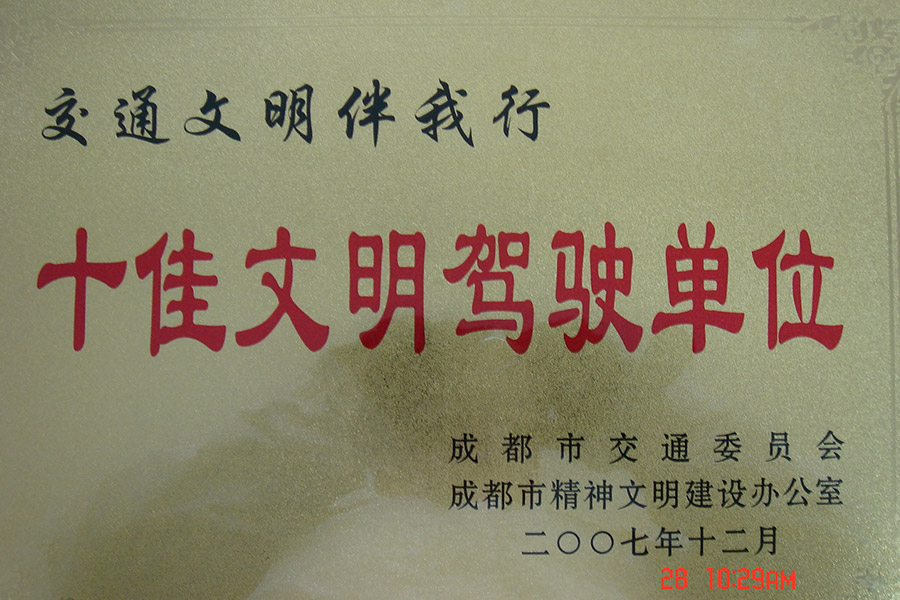 交通文明伴我行
十佳文明驾驶单位
成都市交通委员会
成都市精神文明建设办公室
二〇〇七年十二月
28 10:29AM